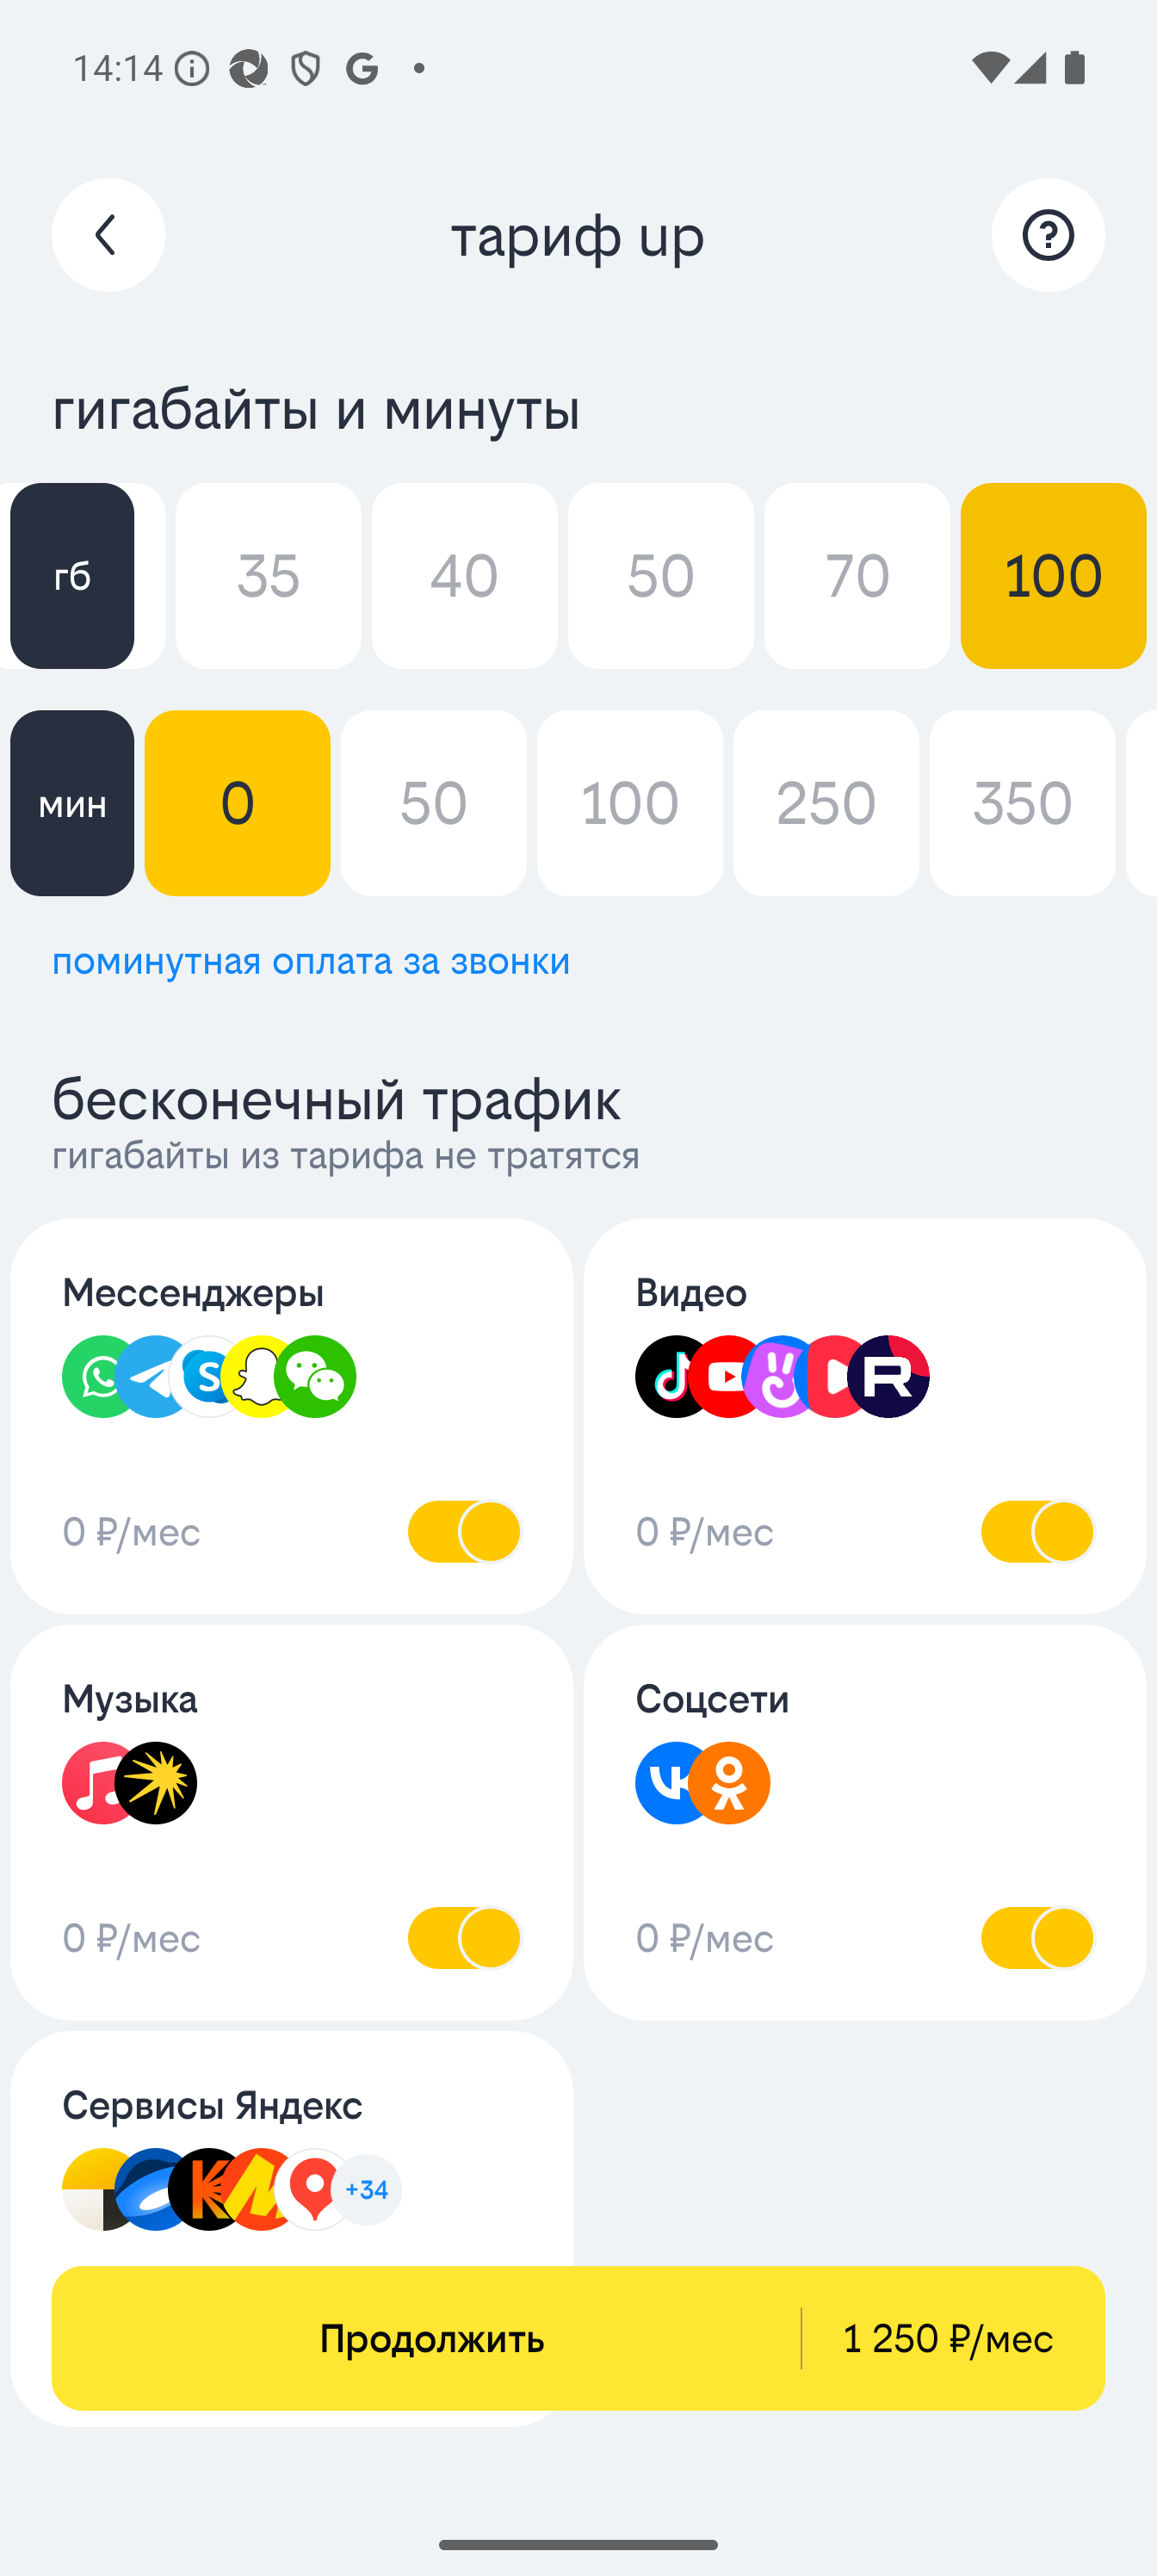 14:14
тариф up
гигабайты и минуты
гб 35 40 50 70 100
мин 0 50 100 250 350
поминутная оплата за звонки
бесконечный трафик
гигабайты из тарифа не тратятся
Мессенджеры
0 ₽/мес
Видео
0 ₽/мес
Музыка
0 ₽/мес
Соцсети
0 ₽/мес
Сервисы Яндекс
+34
Продолжить
1 250 ₽/мес